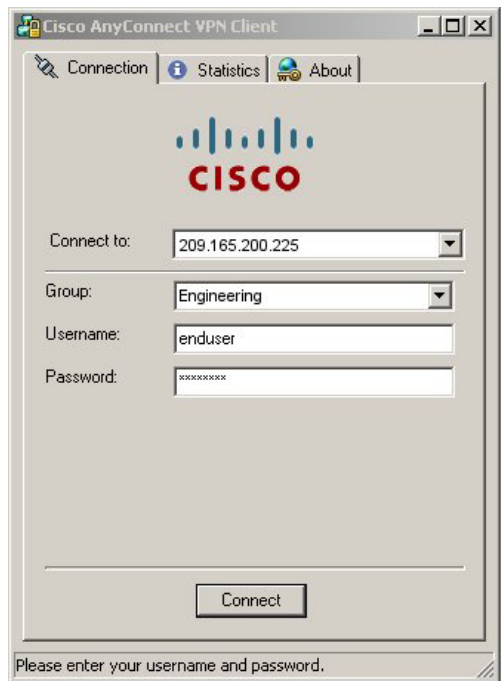 Cisco AnyConnect VPN Client
Connection Statistics About
CISCO
Connect to: 209.165.200.225
Group: Engineering
Username: enduser
Password: ********
Connect
Please enter your username and password.